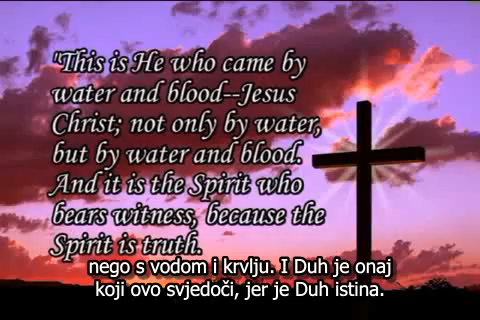 "This is He who came by
water and blood--Jesus
Christ; not only by water,
but by water and blood.
And it is the Spirit who
bears witness, because the
Spirit is truth.
nego s vodom i krvlju. I Duh je onaj
koji ovo svjedoči, jer je Duh istina.